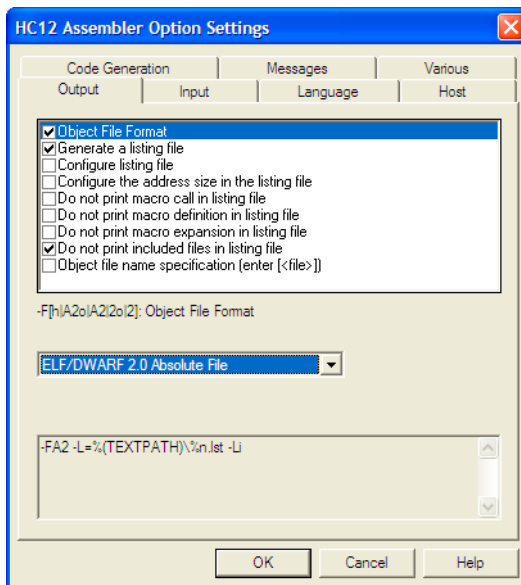 HC12 Assembler Option Settings
Code Generation Messages Various
Output Input Language Host
Object File Format
Generate a listing file
Configure listing file
Configure the address size in the listing file
Do not print macro call in listing file
Do not print macro definition in listing file
Do not print macro expansion in listing file
Do not print included files in listing file
Object file name specification (enter [<file>])
-F[h|A2o|A2|2o|2]: Object File Format
ELF/DWARF 2.0 Absolute File
-FA2 -L=%(TEXTPATH)\%n.lst -Li
OK Cancel Help